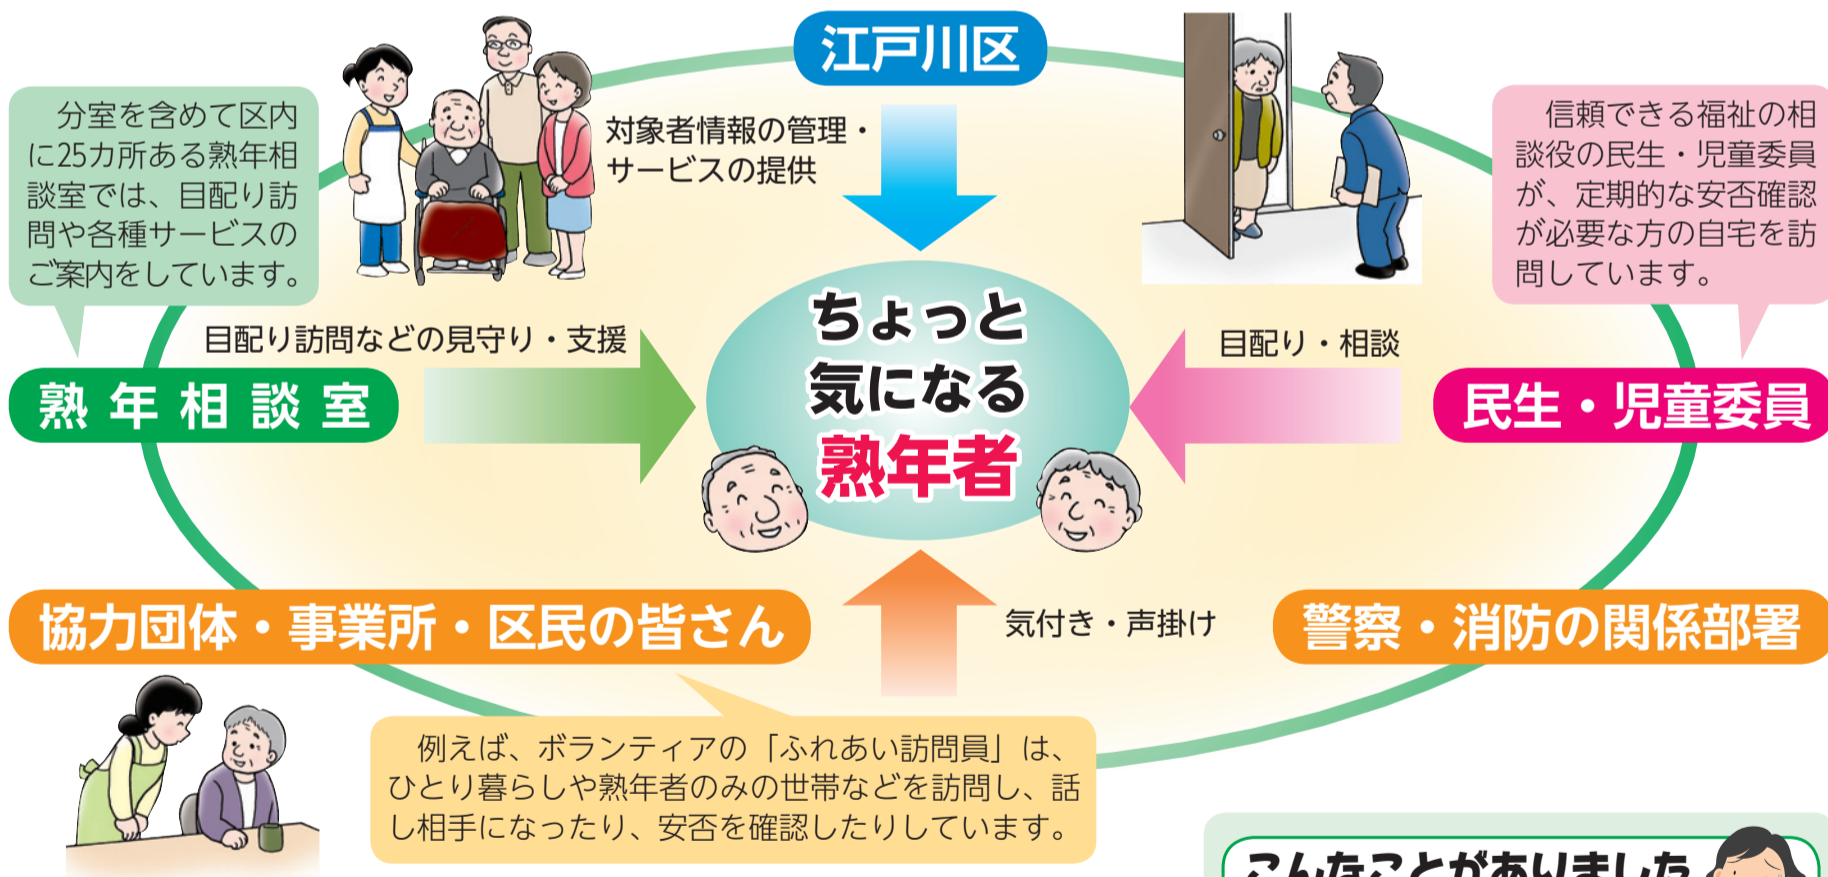 江戸川区
分室を含めて区内
に25カ所ある熟年相
談室では、目配り訪
問や各種サービスの
ご案内をしています。
対象者情報の管理・
サービスの提供
信頼できる福祉の相
談役の民生・児童委員
が、定期的な安否確認
が必要な方の自宅を訪
問しています。
目配り訪問などの見守り・支援
熟年相談室
ちょっと
気になる
熟年者
目配り・相談
民生・児童委員
協力団体・事業所・区民の皆さん
気付き・声掛け
警察・消防の関係部署
例えば、ボランティアの「ふれあい訪問員」は、
ひとり暮らしや熟年者のみの世帯などを訪問し、話
し相手になったり、安否を確認したりしています。
こんなことがありました